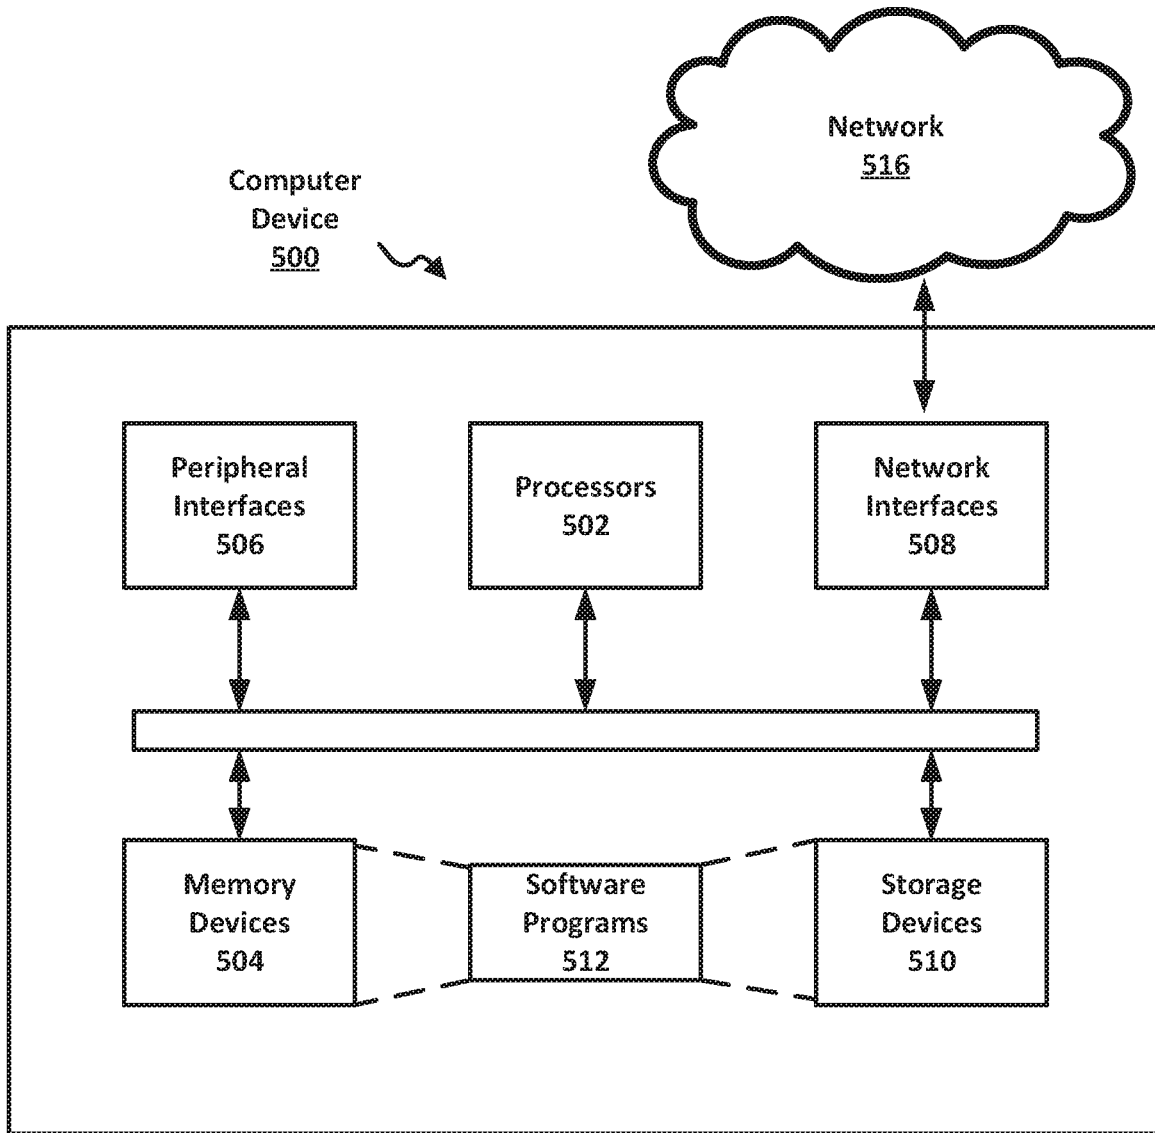 Network
516
Computer
Device
500
Peripheral
Interfaces
506
Processors
502
Network
Interfaces
508
Memory
Devices
504
Software
Programs
512
Storage
Devices
510